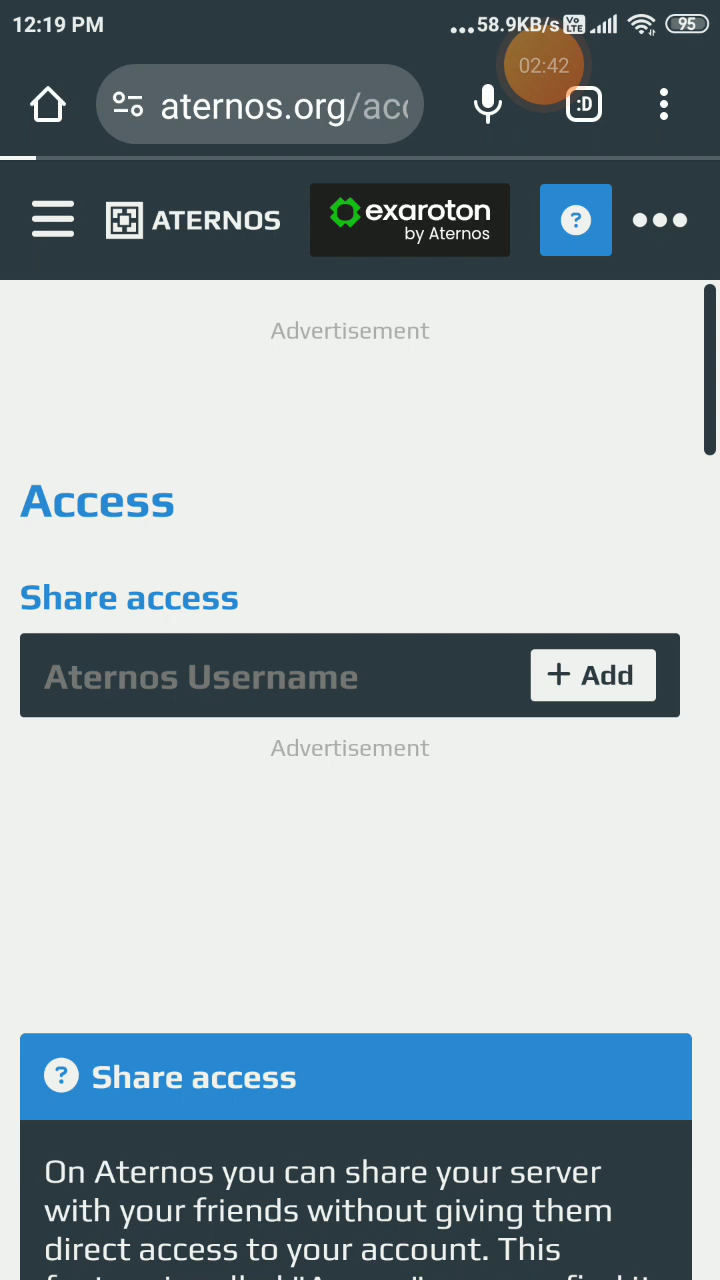 12:19 PM
...58.9KB/s Vo LTE 95
02:42
aternos.org/acc
:D
ATERNOS
exaroton
by Aternos
?
Advertisement
Access
Share access
Aternos Username
+ Add
Advertisement
? Share access
On Aternos you can share your server
with your friends without giving them
direct access to your account. This